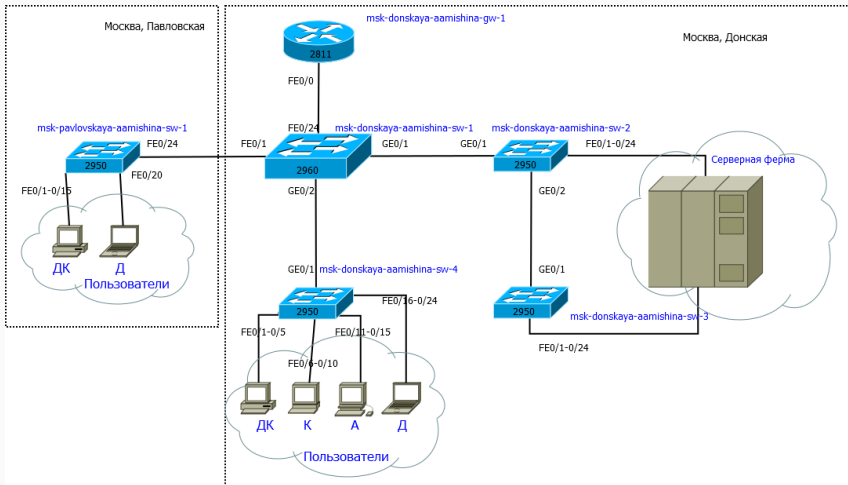 Москва, Павловская
msk-donskaya-aamishina-gw-1
Москва, Донская
2811
FE0/0
msk-pavlovskaya-aamishina-sw-1
FE0/24
msk-donskaya-aamishina-sw-1
msk-donskaya-aamishina-sw-2
FE0/24
FE0/1
GE0/1
GE0/1
FE0/1-0/24
2950
2960
2950
Серверная ферма
FE0/20
FE0/1-0/15
GE0/2
GE0/2
ДК
Д
Пользователи
GE0/1
msk-donskaya-aamishina-sw-4
GE0/1
2950
FE0/16-0/24
2950
msk-donskaya-aamishina-sw-3
FE0/1-0/5
FE0/11-0/15
FE0/1-0/24
FE0/6-0/10
ДК
К
А
Д
Пользователи